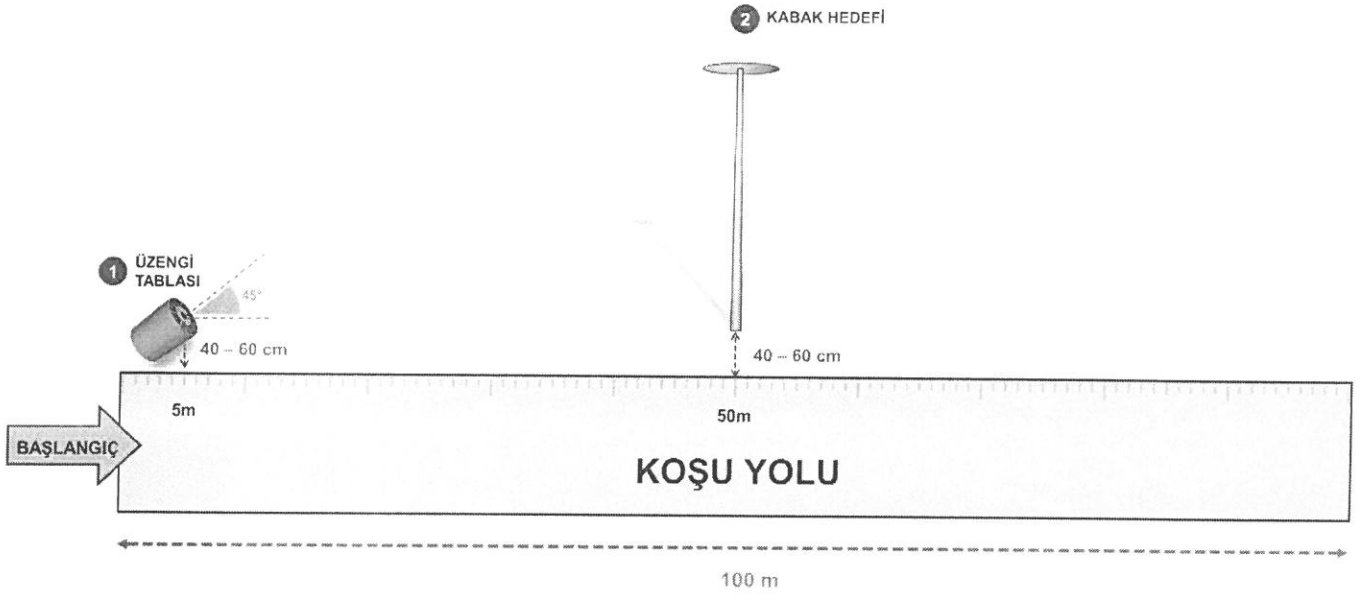 2 KABAK HEDEFİ
1 ÜZENGİ
TABLASI
45°
40 – 60 cm
40 – 60 cm
5m
50m
BAŞLANGIÇ
KOŞU YOLU
100 m